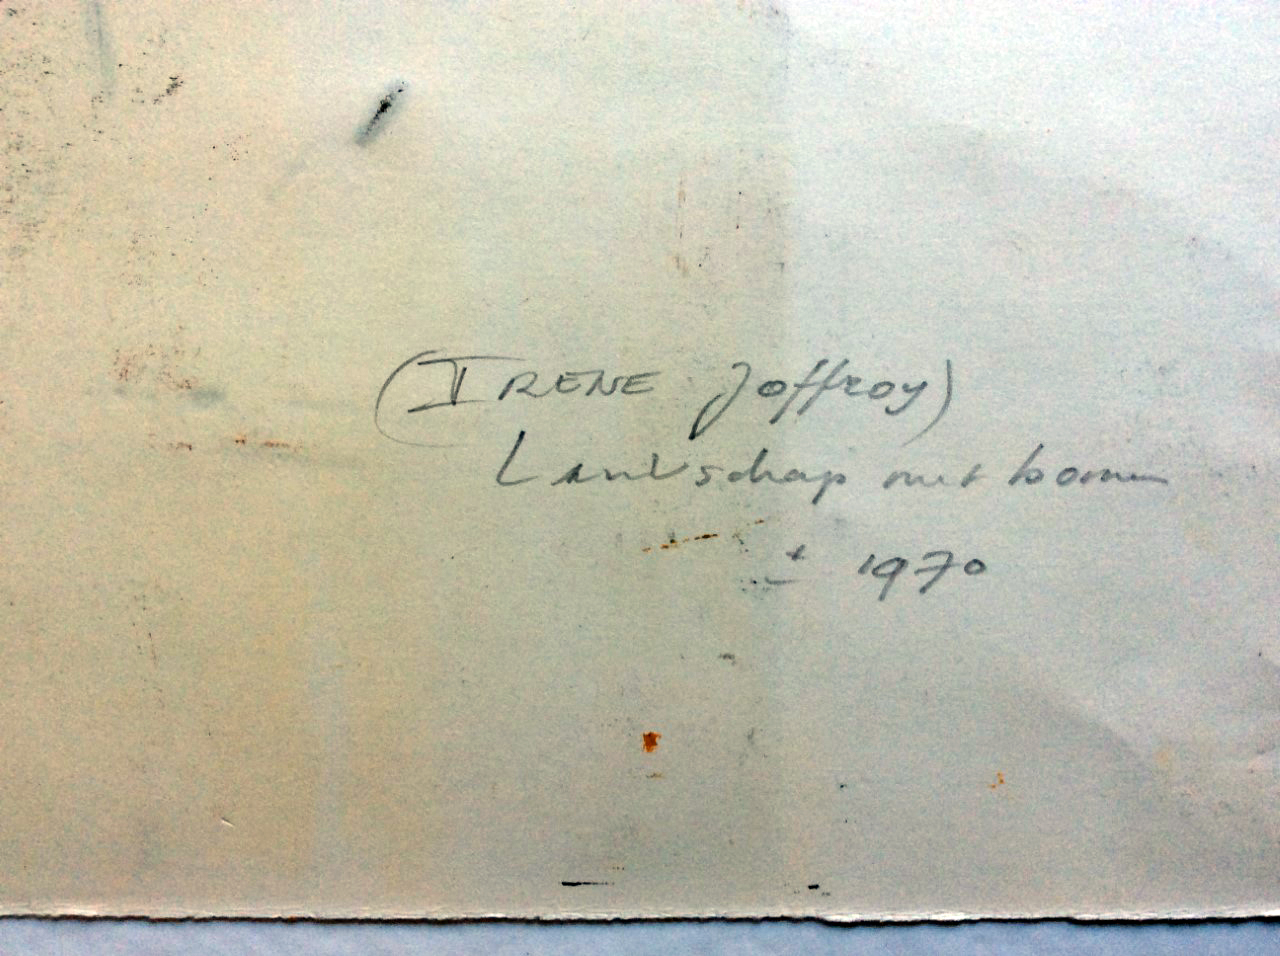 (IRENE Joffroy)
Landschap met bomen
± 1970